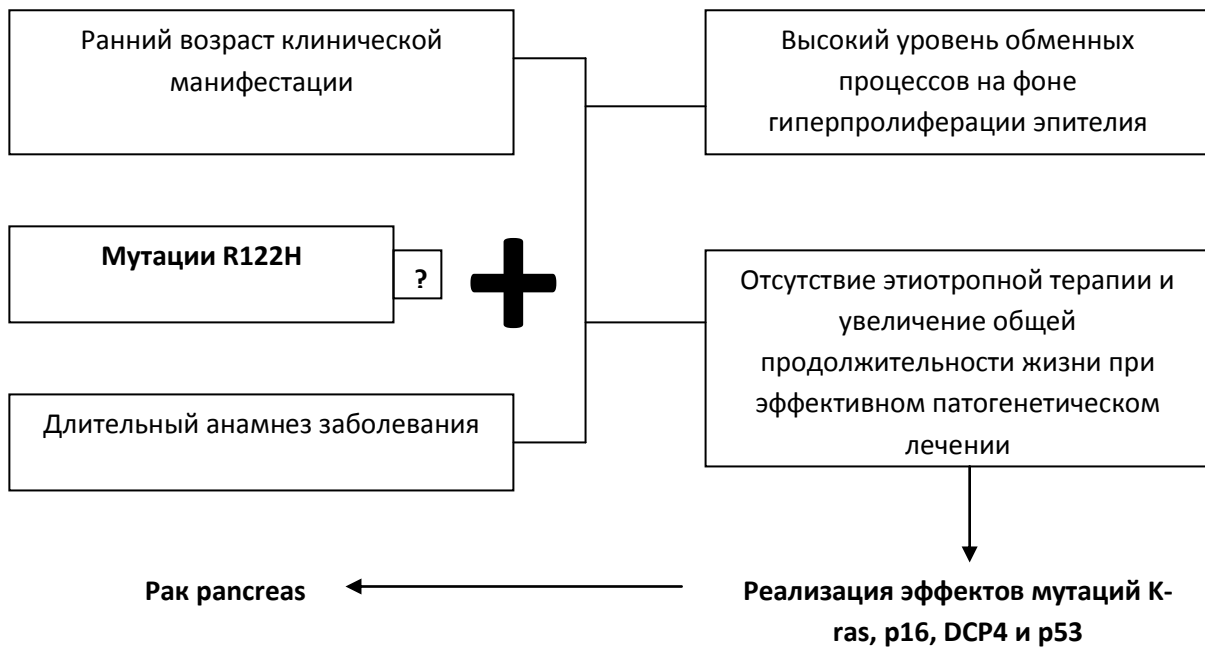 Ранний возраст клинической
манифестации
Высокий уровень обменных
процессов на фоне
гиперпролиферации эпителия
Мутации R122H
?
Отсутствие этиотропной терапии и
увеличение общей
продолжительности жизни при
эффективном патогенетическом
лечении
Длительный анамнез заболевания
Рак pancreas
Реализация эффектов мутаций K-
ras, p16, DCP4 и p53